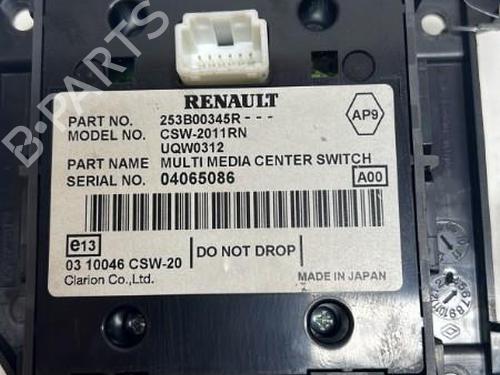 B-PARTS
RENAULT
PART NO. 253B00345R - - -
MODEL NO. CSW-2011RN
UQW0312
AP9
PART NAME MULTI MEDIA CENTER SWITCH
SERIAL NO. 04065086
A00
e13
DO NOT DROP
03 10046 CSW-20
Clarion Co.,Ltd.
MADE IN JAPAN